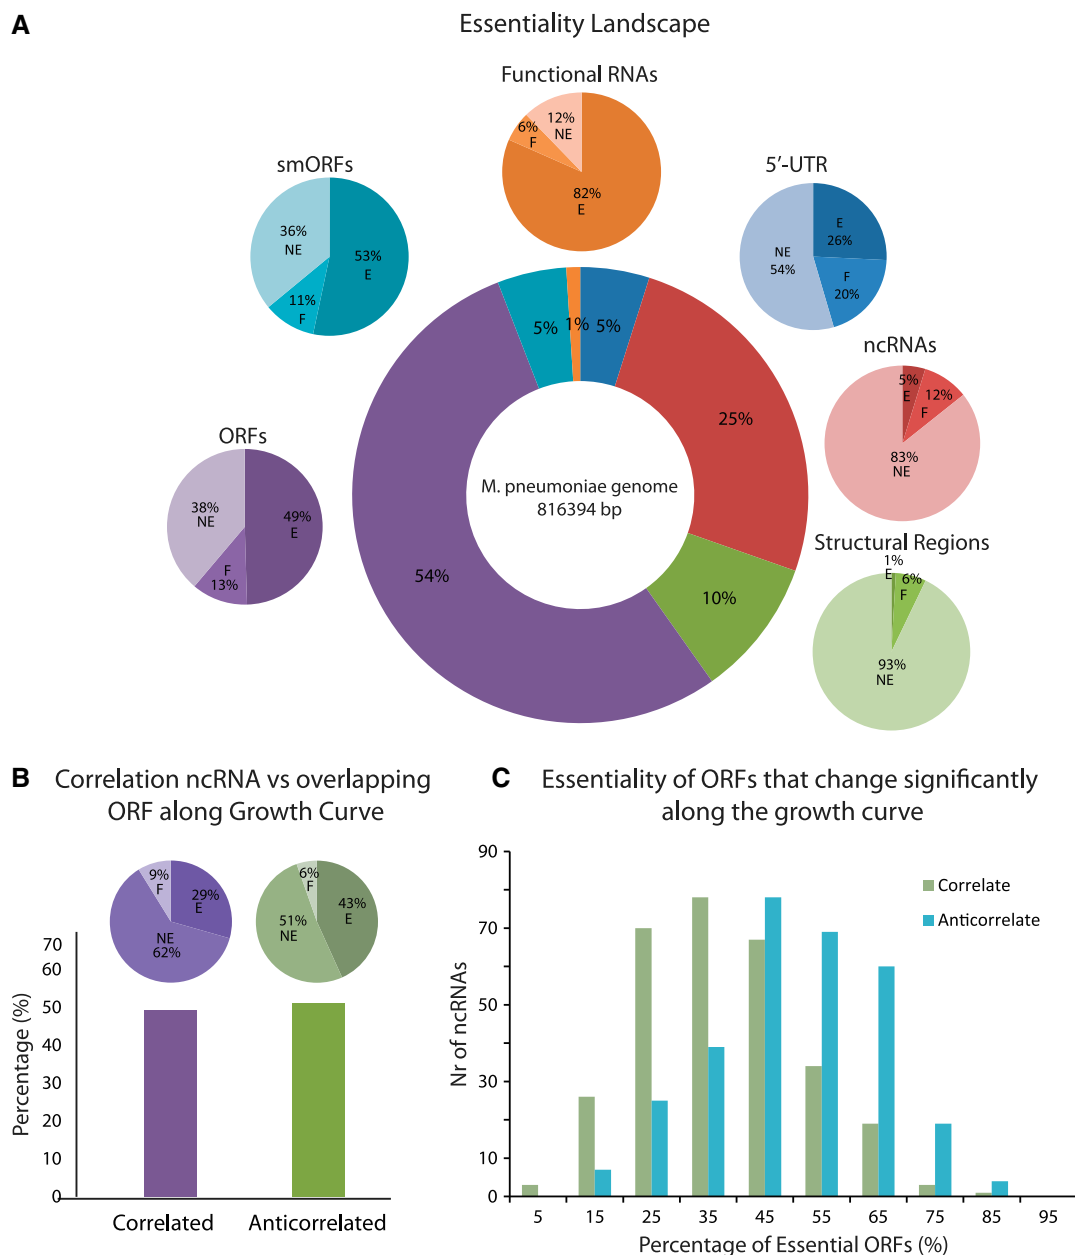 A
Essentiality Landscape
Functional RNAs
12%
NE
6%
F
82%
E
smORFs
36%
NE
53%
E
11%
F
5'-UTR
E
26%
NE
54%
F
20%
ncRNAs
5%
E
12%
F
83%
NE
ORFs
38%
NE
49%
E
F
13%
Structural Regions
1%
E
6%
F
93%
NE
5%
1%
5%
25%
10%
54%
M. pneumoniae genome
816394 bp
B
Correlation ncRNA vs overlapping
ORF along Growth Curve
9%
F
29%
E
NE
62%
6%
F
43%
E
51%
NE
Percentage (%)
70
60
50
40
30
20
10
0
Correlated
Anticorrelated
C
Essentiality of ORFs that change significantly
along the growth curve
Nr of ncRNAs
90
70
50
30
10
0
Correlate
Anticorrelate
5 15 25 35 45 55 65 75 85 95
Percentage of Essential ORFs (%)